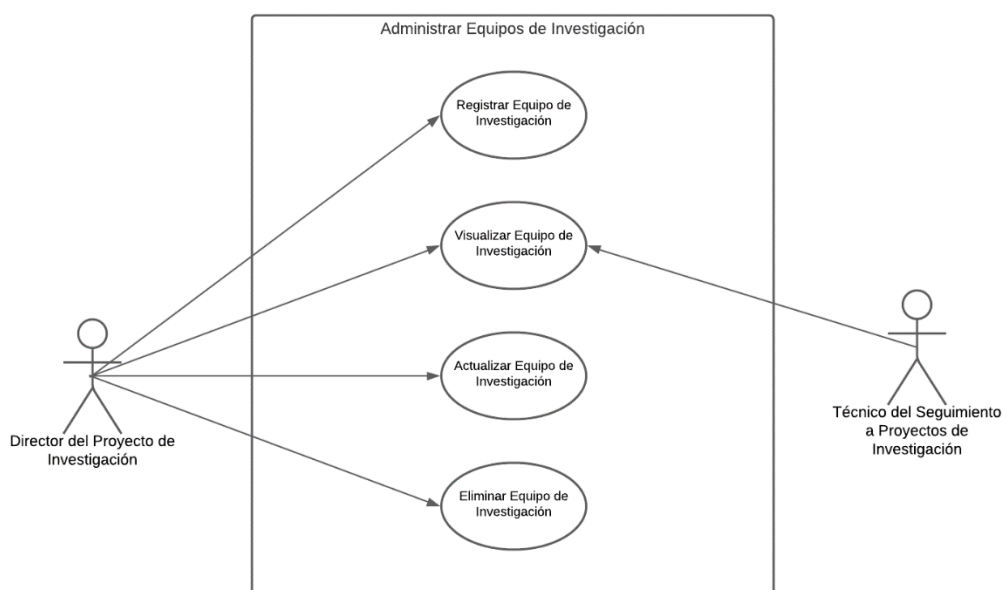 Administrar Equipos de Investigación
Registrar Equipo de
Investigación
Visualizar Equipo de
Investigación
Actualizar Equipo de
Investigación
Eliminar Equipo de
Investigación
Director del Proyecto de
Investigación
Técnico del Seguimiento
a Proyectos de
Investigación